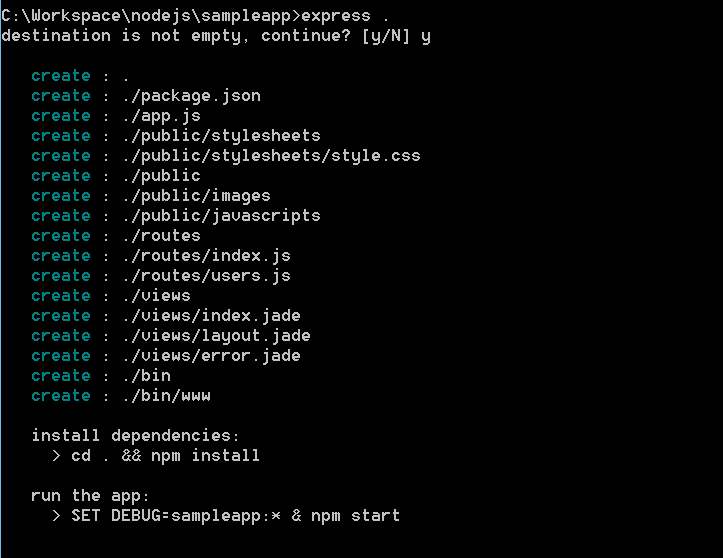 C:\Workspace\nodejs\sampleapp>express .
destination is not empty, continue? [y/N] y
create : .
create : ./package.json
create : ./app.js
create : ./public/stylesheets
create : ./public/stylesheets/style.css
create : ./public
create : ./public/images
create : ./public/javascripts
create : ./routes
create : ./routes/index.js
create : ./routes/users.js
create : ./views
create : ./views/index.jade
create : ./views/layout.jade
create : ./views/error.jade
create : ./bin
create : ./bin/www
install dependencies:
> cd . && npm install
run the app:
> SET DEBUG=sampleapp:* & npm start